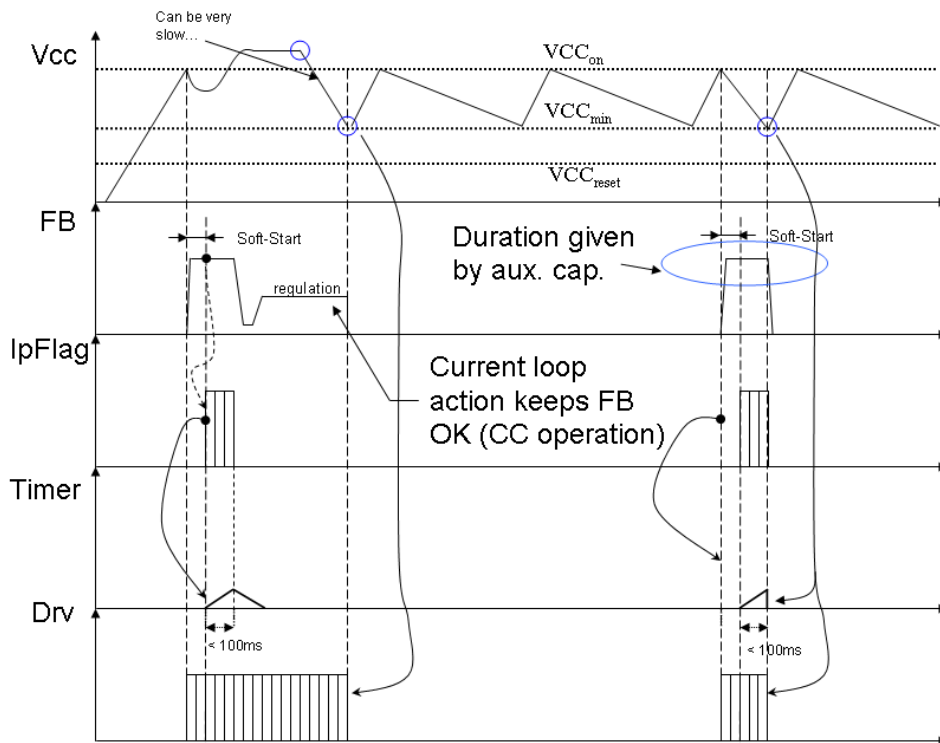 Can be very
slow…
Vcc
VCCon
VCCmin
VCCreset
FB
Soft-Start
regulation
Duration given
by aux. cap.
Soft-Start
IpFlag
Current loop
action keeps FB
OK (CC operation)
Timer
Drv
< 100ms
< 100ms